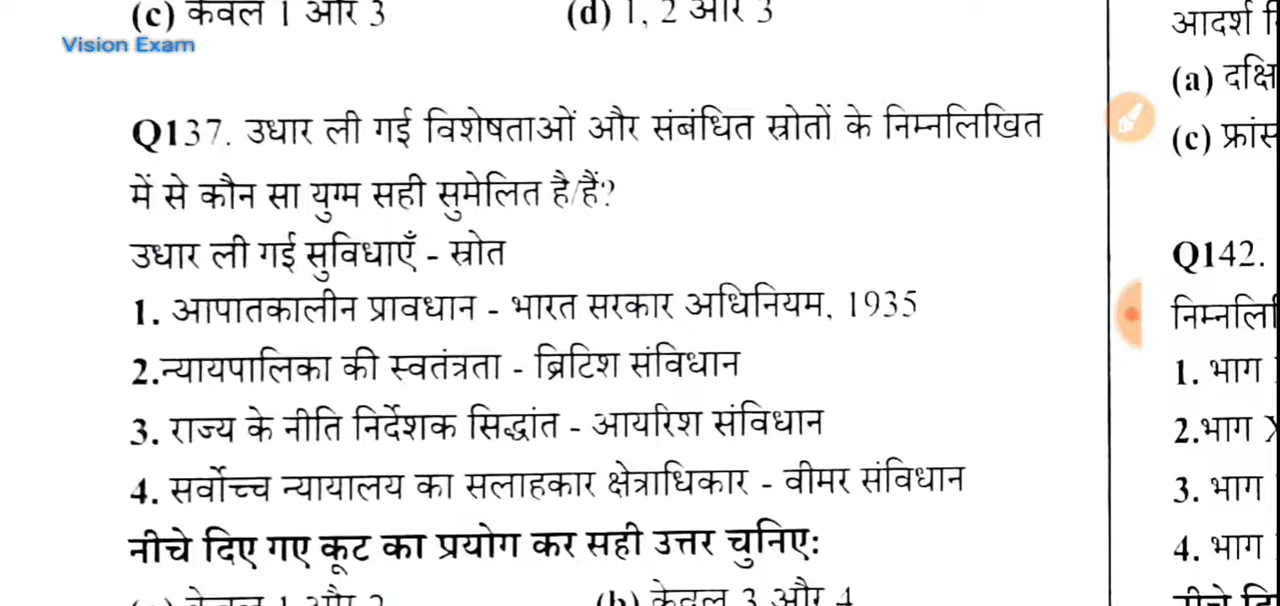 (c) केवल 1 और 3 (d) 1, 2 और 3
Vision Exam
Q137. उधार ली गई विशेषताओं और संबंधित स्रोतों के निम्नलिखित
में से कौन सा युग्म सही सुमेलित है/हैं?
उधार ली गई सुविधाएँ - स्रोत
1. आपातकालीन प्रावधान - भारत सरकार अधिनियम, 1935
2.न्यायपालिका की स्वतंत्रता - ब्रिटिश संविधान
3. राज्य के नीति निर्देशक सिद्धांत - आयरिश संविधान
4. सर्वोच्च न्यायालय का सलाहकार क्षेत्राधिकार - वीमर संविधान
नीचे दिए गए कूट का प्रयोग कर सही उत्तर चुनिए:
(b) केवल 3 और 4
आदर्श
(a)
(c)
Q142.
1. भाग
2.भाग
3. भाग
4. भाग